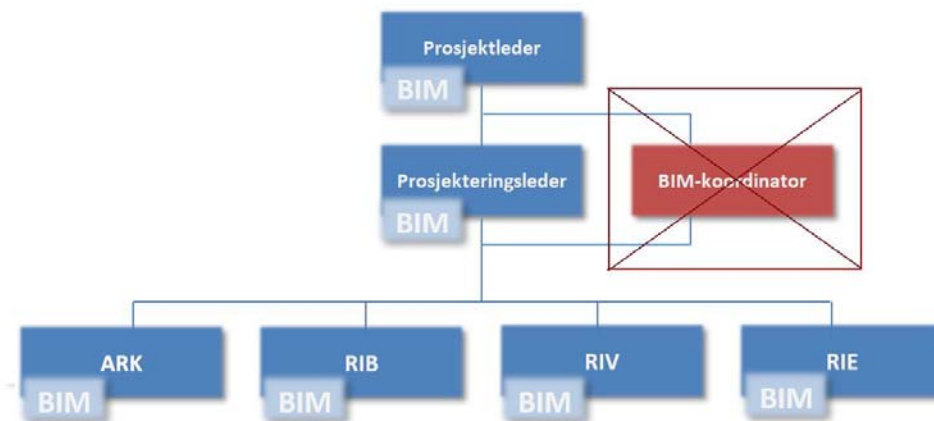 Prosjektleder
BIM
Prosjekteringsleder
BIM
BIM-koordinator
ARK
BIM
RIB
BIM
RIV
BIM
RIE
BIM